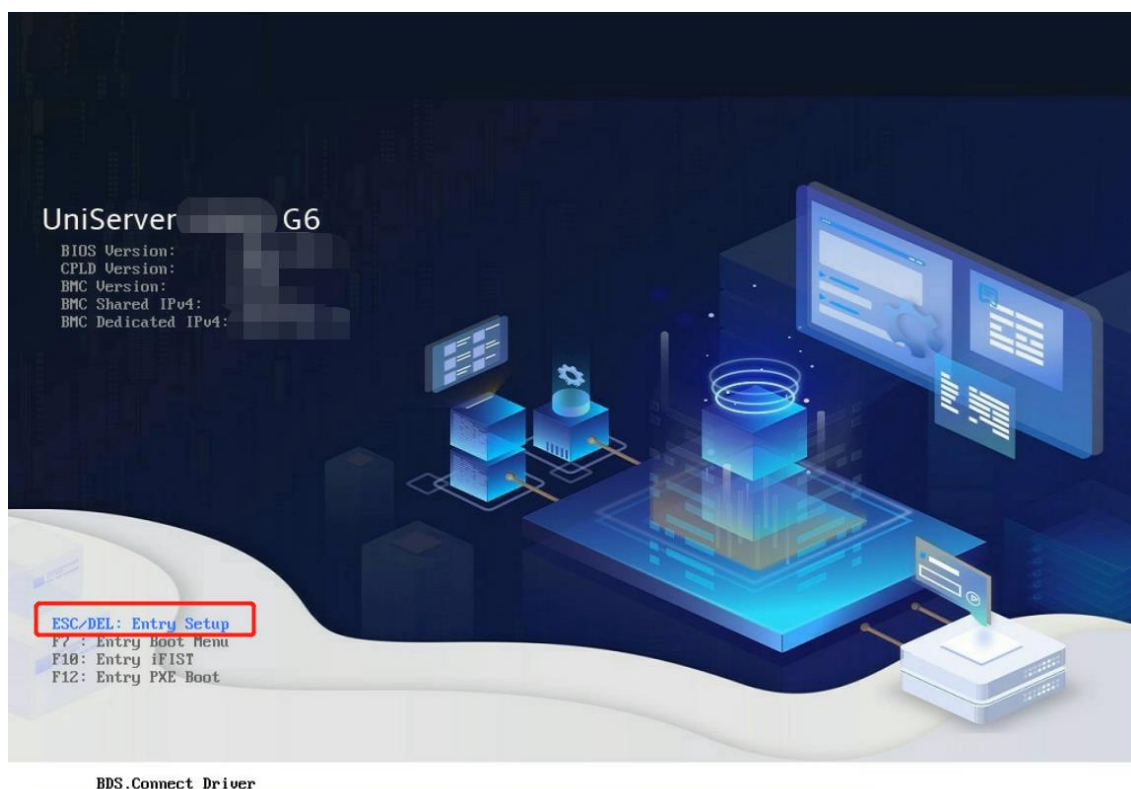 UniServer G6
BIOS Version:
CPLD Version:
BMC Version:
BMC Shared IPv4:
BMC Dedicated IPv4:
ESC/DEL: Entry Setup
F7 : Entry Boot Menu
F10: Entry iFIST
F12: Entry PXE Boot
BDS.Connect Driver